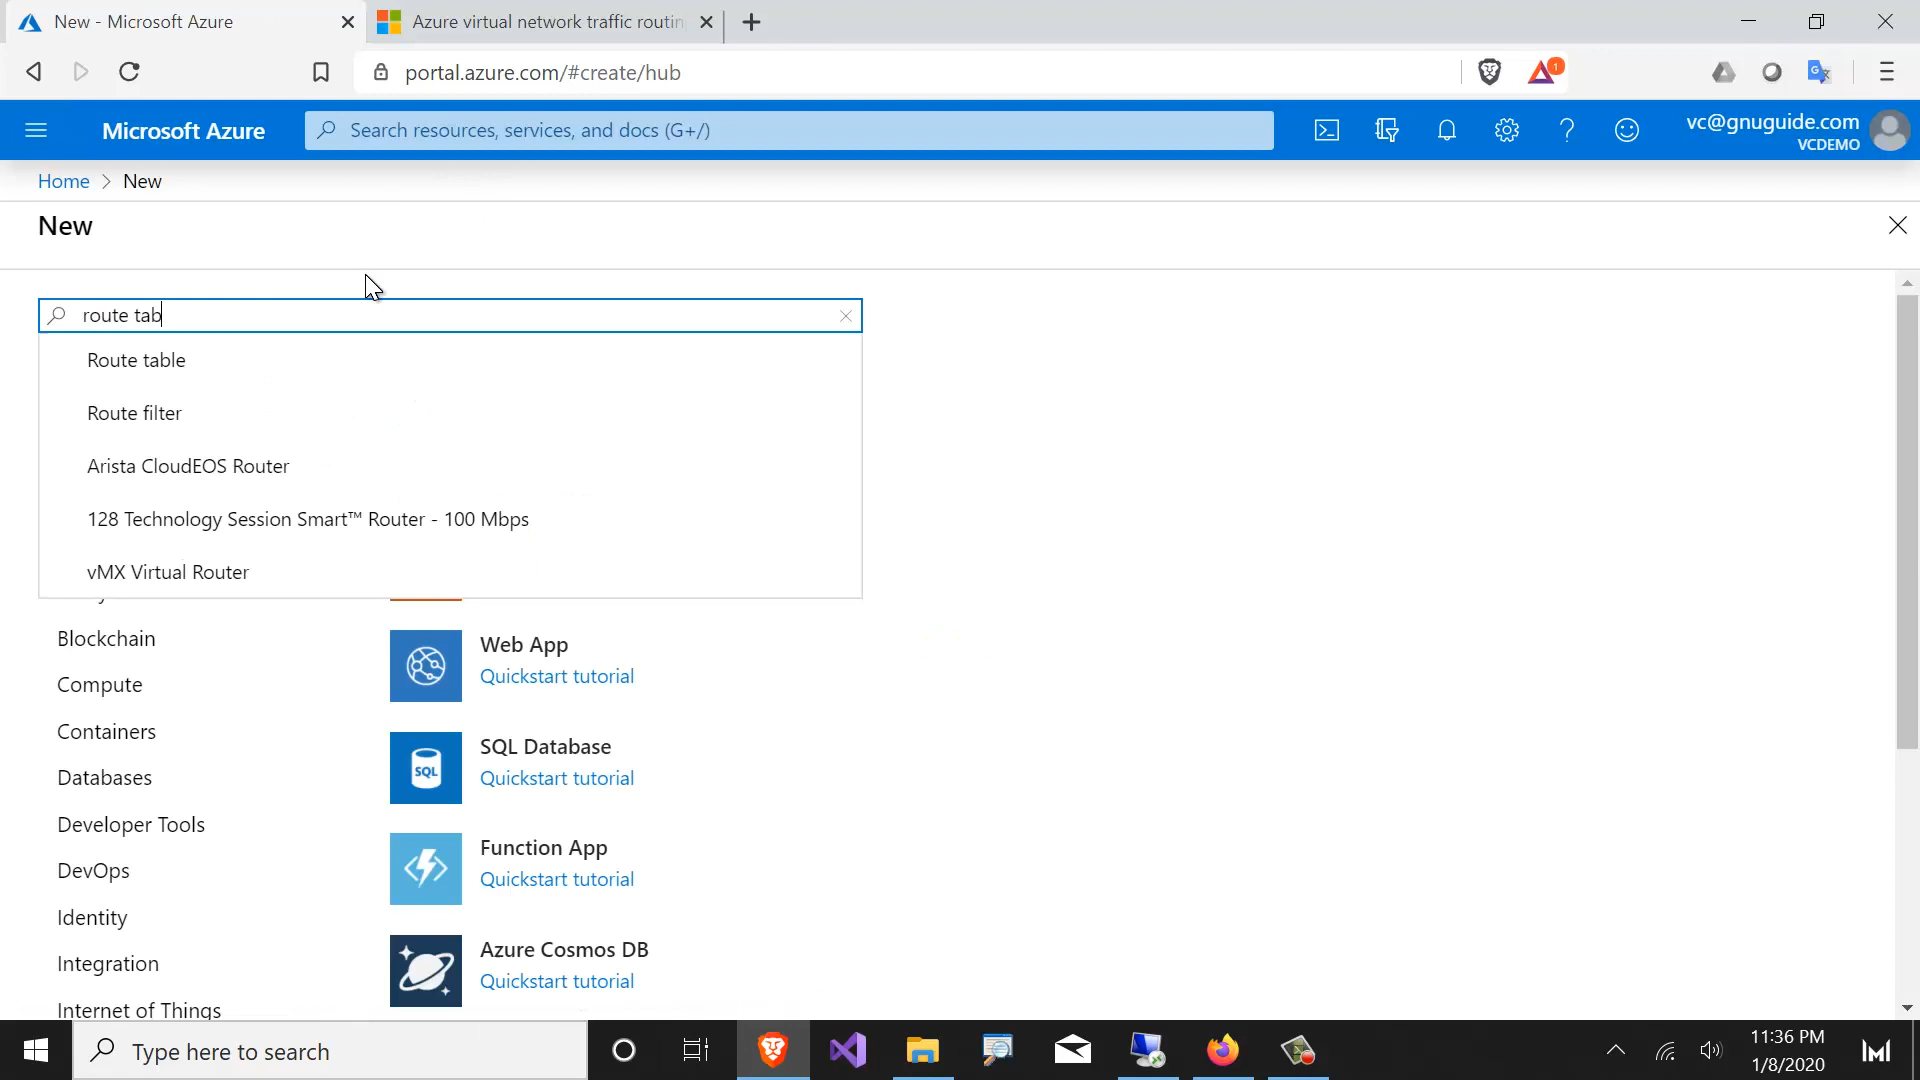 New - Microsoft Azure
Azure virtual network traffic routin
portal.azure.com/#create/hub
1
Microsoft Azure
Search resources, services, and docs (G+/)
vc@gnuguide.com
VCDEMO
Home > New
New
route tab
Route table
Route filter
Arista CloudEOS Router
128 Technology Session Smart™ Router - 100 Mbps
vMX Virtual Router
Blockchain
Compute
Containers
Databases
Developer Tools
DevOps
Identity
Integration
Internet of Things
Web App
Quickstart tutorial
SQL
SQL Database
Quickstart tutorial
Function App
Quickstart tutorial
Azure Cosmos DB
Quickstart tutorial
Type here to search
11:36 PM
1/8/2020